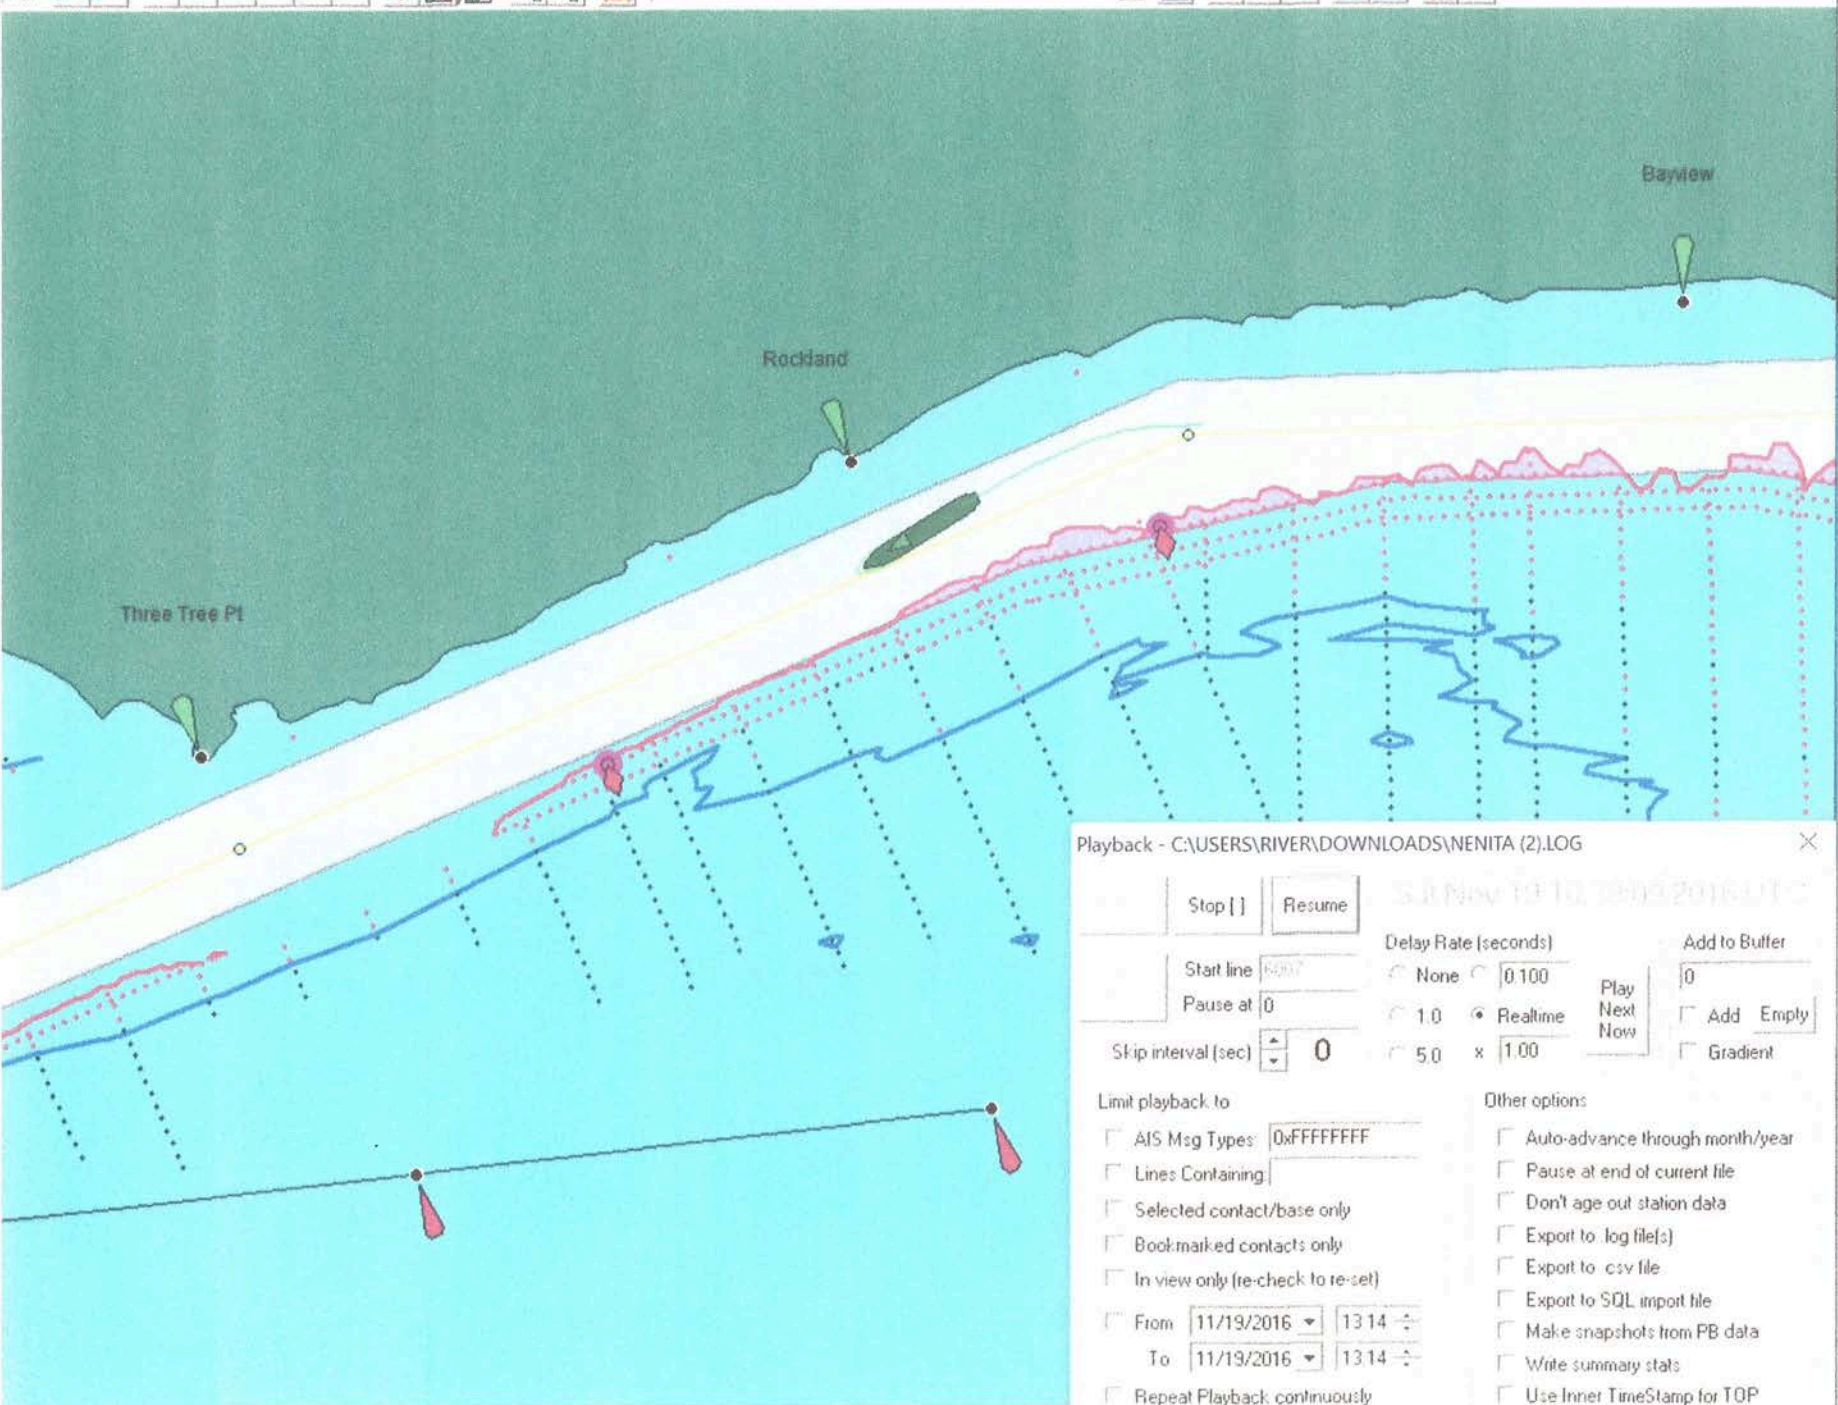 Bayview
Rockland
Three Tree Pt
Playback - C:\USERS\RIVER\DOWNLOADS\NENITA (2).LOG
Stop [ ] Resume
Delay Rate (seconds) Add to Buffer
Start line None 0.100 0
Pause at 0 1.0 Realtime Play Next Now Add Empty
Skip interval (sec) 0 5.0 x 1.00 Gradient
Limit playback to Other options
AIS Msg Types 0xFFFFFFFF Auto-advance through month/year
Lines Containing Pause at end of current file
Selected contact/base only Don't age out station data
Bookmarked contacts only Export to log file(s)
In view only (re-check to re-set) Export to csv file
Export to SQL import file
From 11/19/2016 13:14 Make snapshots from PB data
To 11/19/2016 13:14 Write summary stats
Repeat Playback continuously Use Inner TimeStamp for TOP